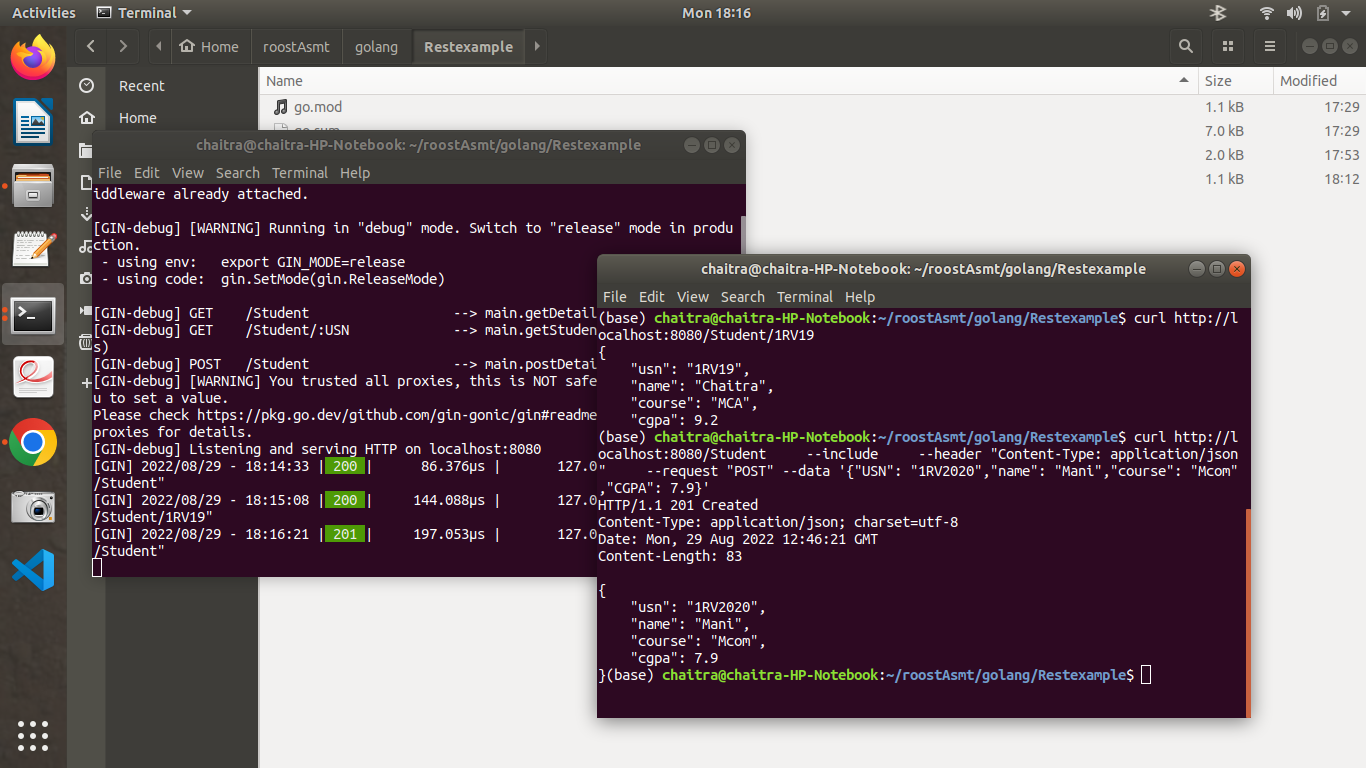 Activities Terminal Mon 18:16
Home roostAsmt golang Restexample
Recent
Home
Name Size Modified
go.mod 1.1 kB 17:29
7.0 kB 17:29
2.0 kB 17:53
1.1 kB 18:12
chaitra@chaitra-HP-Notebook: ~/roostAsmt/golang/Restexample
File Edit View Search Terminal Help
iddleware already attached.
[GIN-debug] [WARNING] Running in "debug" mode. Switch to "release" mode in produ
ction.
- using env: export GIN_MODE=release
- using code: gin.SetMode(gin.ReleaseMode)
[GIN-debug] GET /Student --> main.getDetail
[GIN-debug] GET /Student/:USN --> main.getStuden
s)
[GIN-debug] POST /Student --> main.postDetai
[GIN-debug] [WARNING] You trusted all proxies, this is NOT safe
u to set a value.
Please check https://pkg.go.dev/github.com/gin-gonic/gin#readme
proxies for details.
[GIN-debug] Listening and serving HTTP on localhost:8080
[GIN] 2022/08/29 - 18:14:33 | 200 | 86.376µs | 127.0
/Student"
[GIN] 2022/08/29 - 18:15:08 | 200 | 144.088µs | 127.0
/Student/1RV19"
[GIN] 2022/08/29 - 18:16:21 | 201 | 197.053µs | 127.0
/Student"
chaitra@chaitra-HP-Notebook: ~/roostAsmt/golang/Restexample
File Edit View Search Terminal Help
(base) chaitra@chaitra-HP-Notebook:~/roostAsmt/golang/Restexample$ curl http://l
ocalhost:8080/Student/1RV19
{
"usn": "1RV19",
"name": "Chaitra",
"course": "MCA",
"cgpa": 9.2
(base) chaitra@chaitra-HP-Notebook:~/roostAsmt/golang/Restexample$ curl http://l
ocalhost:8080/Student --include --header "Content-Type: application/json
" --request "POST" --data '{"USN": "1RV2020","name": "Mani","course": "Mcom"
,"CGPA": 7.9}'
HTTP/1.1 201 Created
Content-Type: application/json; charset=utf-8
Date: Mon, 29 Aug 2022 12:46:21 GMT
Content-Length: 83
{
"usn": "1RV2020",
"name": "Mani",
"course": "Mcom",
"cgpa": 7.9
}(base) chaitra@chaitra-HP-Notebook:~/roostAsmt/golang/Restexample$